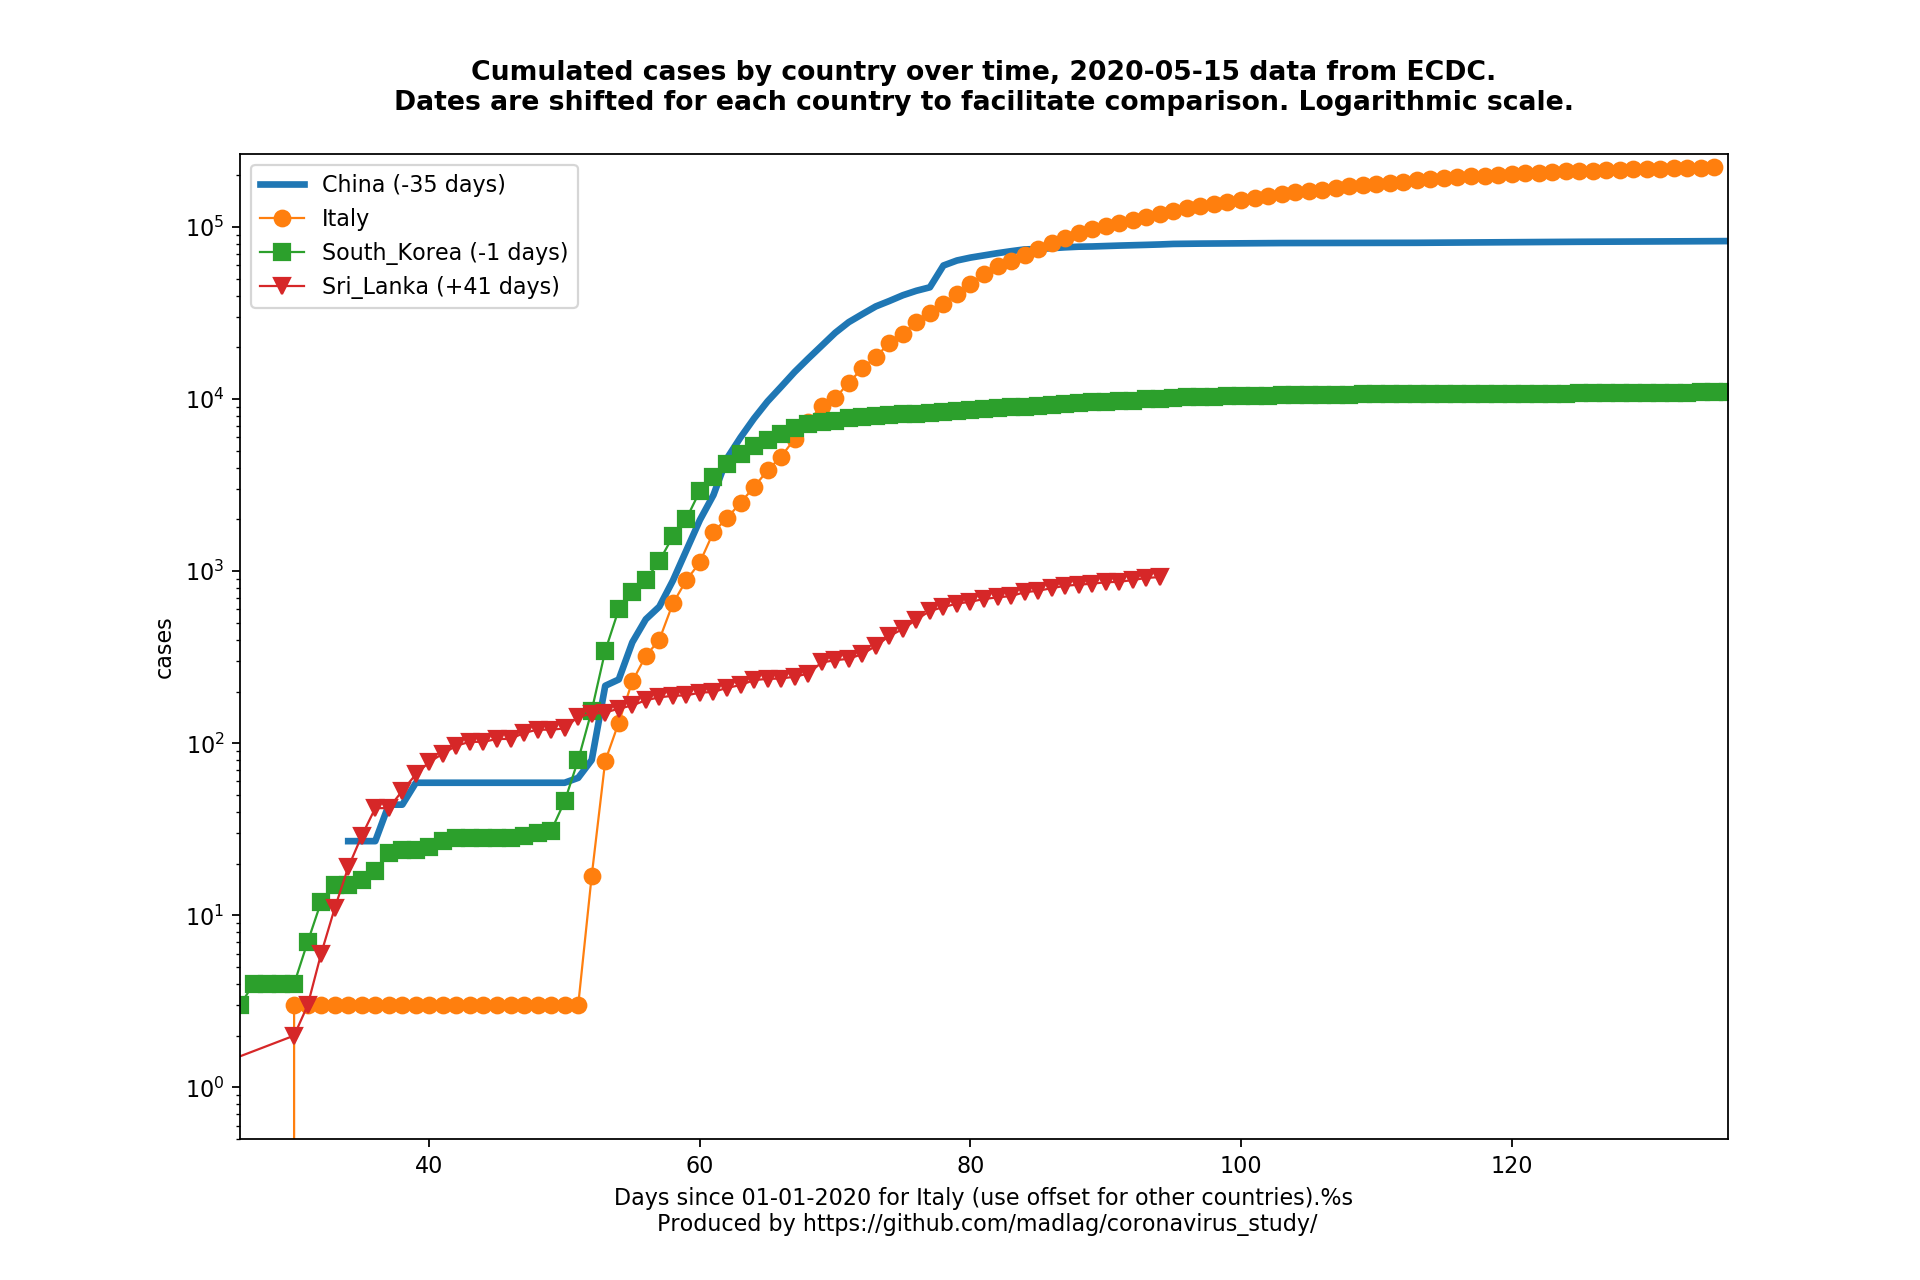 Cumulated cases by country over time, 2020-05-15 data from ECDC.
Dates are shifted for each country to facilitate comparison. Logarithmic scale.
China (-35 days)
Italy
South_Korea (-1 days)
Sri_Lanka (+41 days)
10^5
10^4
10^3
10^2
10^1
10^0
cases
40 60 80 100 120
Days since 01-01-2020 for Italy (use offset for other countries).%s
Produced by https://github.com/madlag/coronavirus_study/